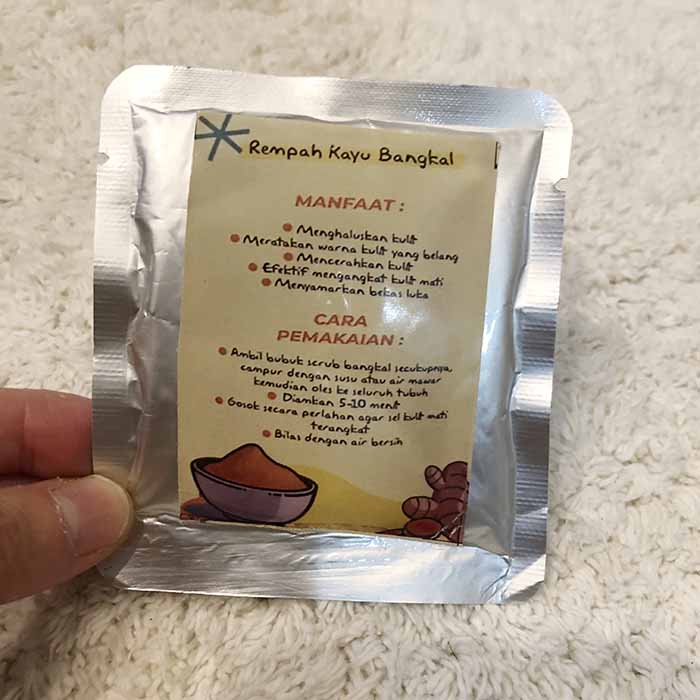 Rempah Kayu Bangkal
MANFAAT :
Menghaluskan kulit
Meratakan warna kulit yang belang
Mencerahkan kulit
Efektif mengangkat kulit mati
Menyamarkan bekas luka
CARA
PEMAKAIAN :
Ambil bubuk scrub bangkal secukupnya,
campur dengan susu atau air mawar
kemudian oles ke seluruh tubuh
Diamkan 5-10 menit
Gosok secara perlahan agar sel kulit mati
terangkat
Bilas dengan air bersih